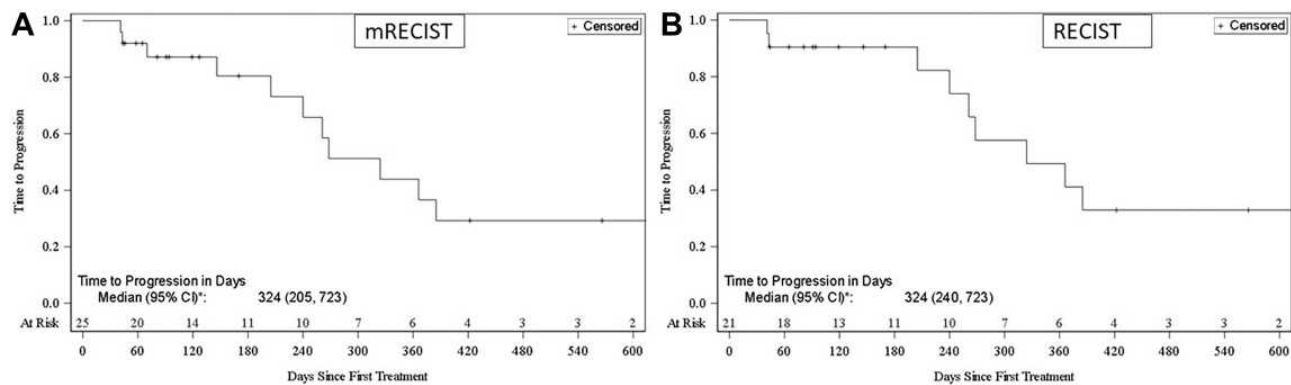 A
mRECIST
+ Censored
Time to Progression
1.0
0.8
0.6
0.4
0.2
0.0
Time to Progression in Days
Median (95% CI)*: 324 (205, 723)
At Risk 25 20 14 11 10 7 6 4 3 3 2
0 60 120 180 240 300 360 420 480 540 600
Days Since First Treatment
B
RECIST
+ Censored
Time to Progression
1.0
0.8
0.6
0.4
0.2
0.0
Time to Progression in Days
Median (95% CI)*: 324 (240, 723)
At Risk 21 18 13 11 10 7 6 4 3 3 2
0 60 120 180 240 300 360 420 480 540 600
Days Since First Treatment